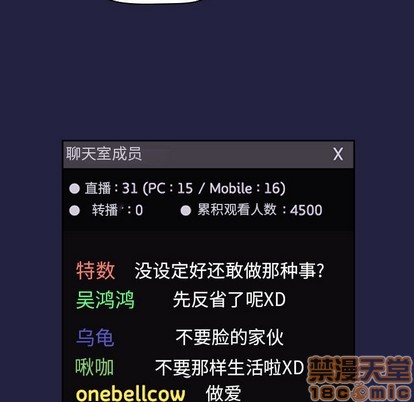 聊天室成员 X
直播：31 (PC：15 / Mobile：16)
转播：0 累积观看人数：4500
特数 没设定好还敢做那种事?
吴鸿鸿 先反省了呢XD
乌龟 不要脸的家伙
啾咖 不要那样生活啦XD
onebellcow 做爱
禁漫天堂
18COMIC